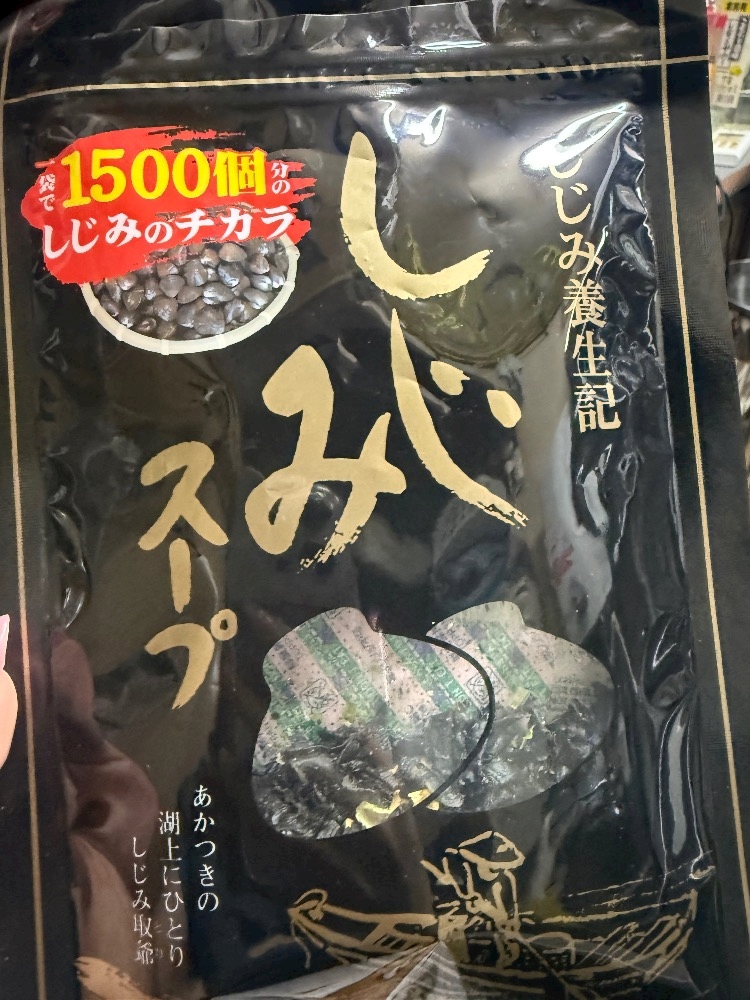 しじみ養生記
一袋で1500個分の
しじみのチカラ
しじみ
スープ
あかつきの
湖上にひとり
しじみ取爺